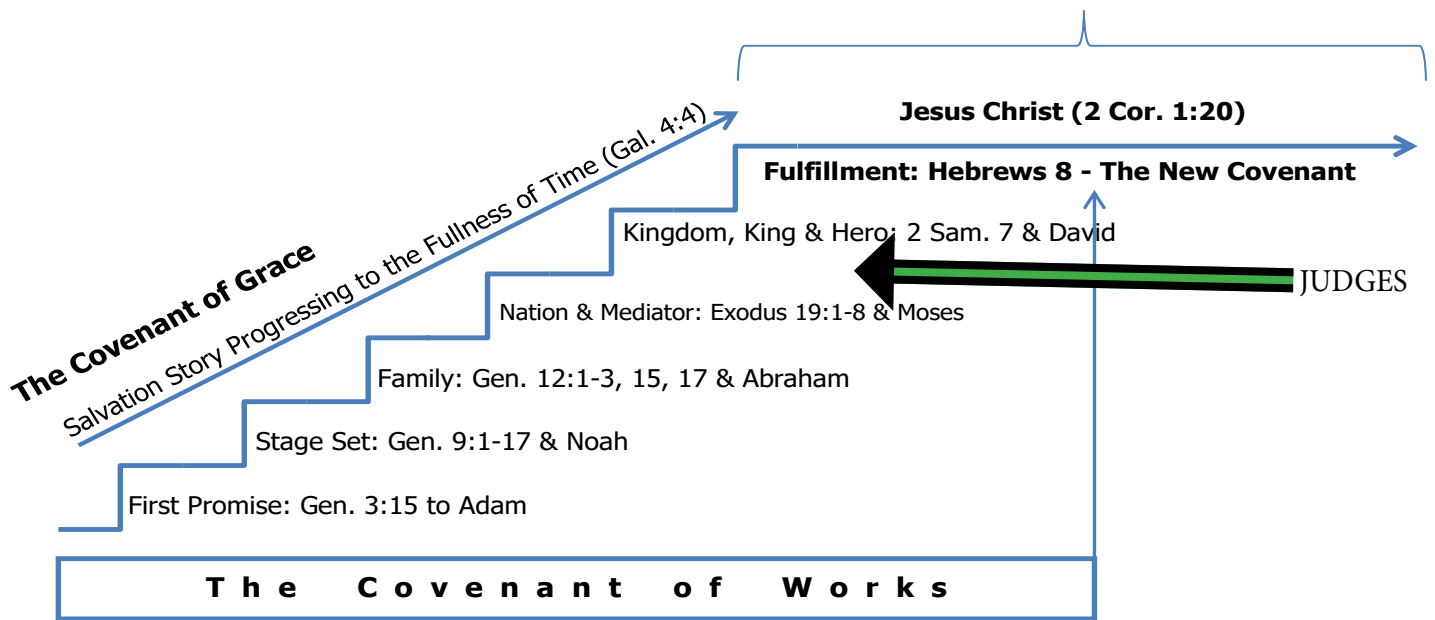 Jesus Christ (2 Cor. 1:20)
Fulfillment: Hebrews 8 - The New Covenant
The Covenant of Grace
Salvation Story Progressing to the Fullness of Time (Gal. 4:4)
Kingdom, King & Hero: 2 Sam. 7 & David
JUDGES
Nation & Mediator: Exodus 19:1-8 & Moses
Family: Gen. 12:1-3, 15, 17 & Abraham
Stage Set: Gen. 9:1-17 & Noah
First Promise: Gen. 3:15 to Adam
The Covenant of Works